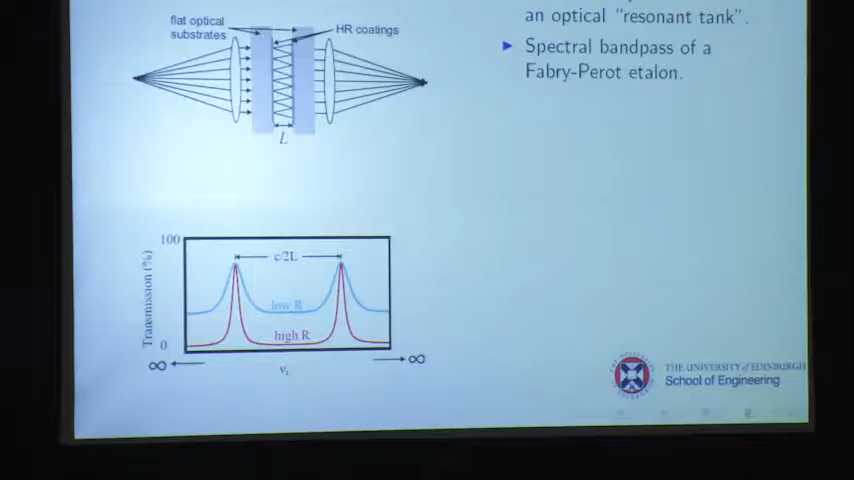 flat optical
substrates
HR coatings
L
an optical "resonant tank".
Spectral bandpass of a
Fabry-Perot etalon.
100
c/2L
Transmission (%)
low R
high R
0
∞
∞
THE UNIVERSITY of EDINBURGH
School of Engineering